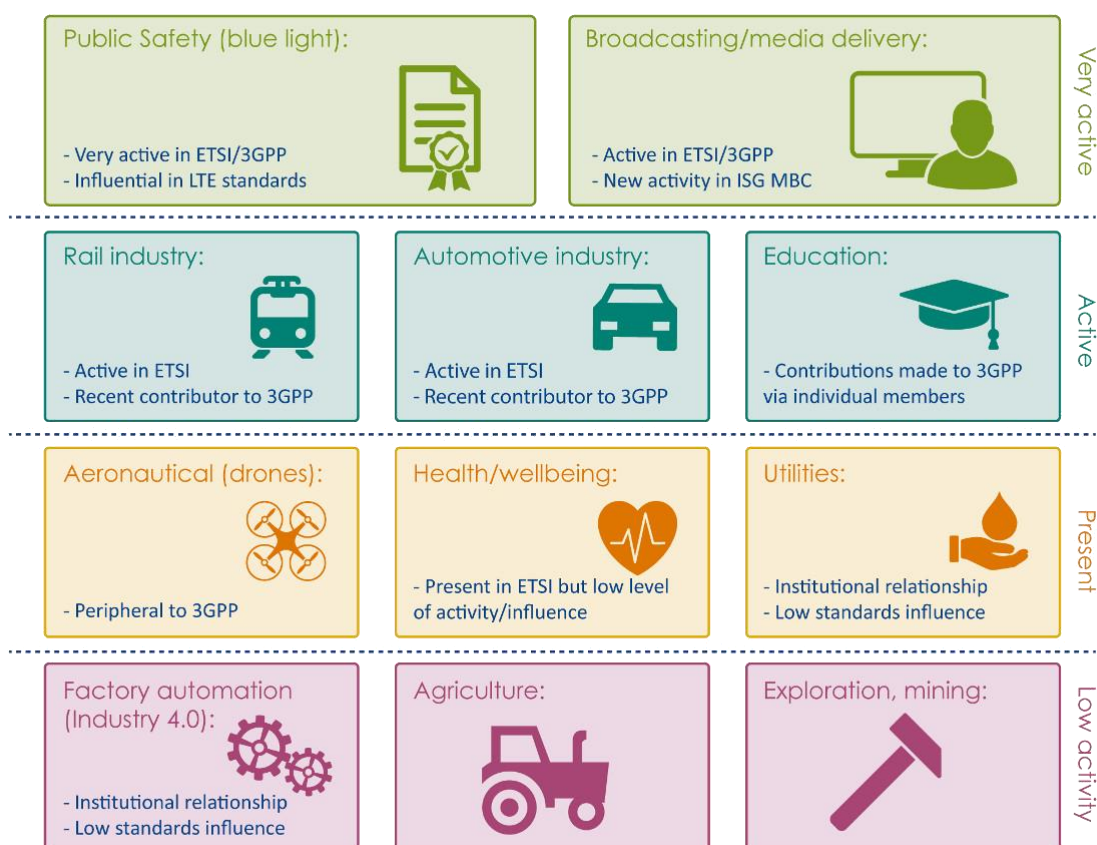 Public Safety (blue light):
- Very active in ETSI/3GPP
- Influential in LTE standards
Broadcasting/media delivery:
- Active in ETSI/3GPP
- New activity in ISG MBC
Very active
Rail industry:
- Active in ETSI
- Recent contributor to 3GPP
Automotive industry:
- Active in ETSI
- Recent contributor to 3GPP
Education:
- Contributions made to 3GPP
via individual members
Active
Aeronautical (drones):
- Peripheral to 3GPP
Health/wellbeing:
- Present in ETSI but low level
of activity/influence
Utilities:
- Institutional relationship
- Low standards influence
Present
Factory automation
(Industry 4.0):
- Institutional relationship
- Low standards influence
Agriculture:
Exploration, mining:
Low activity